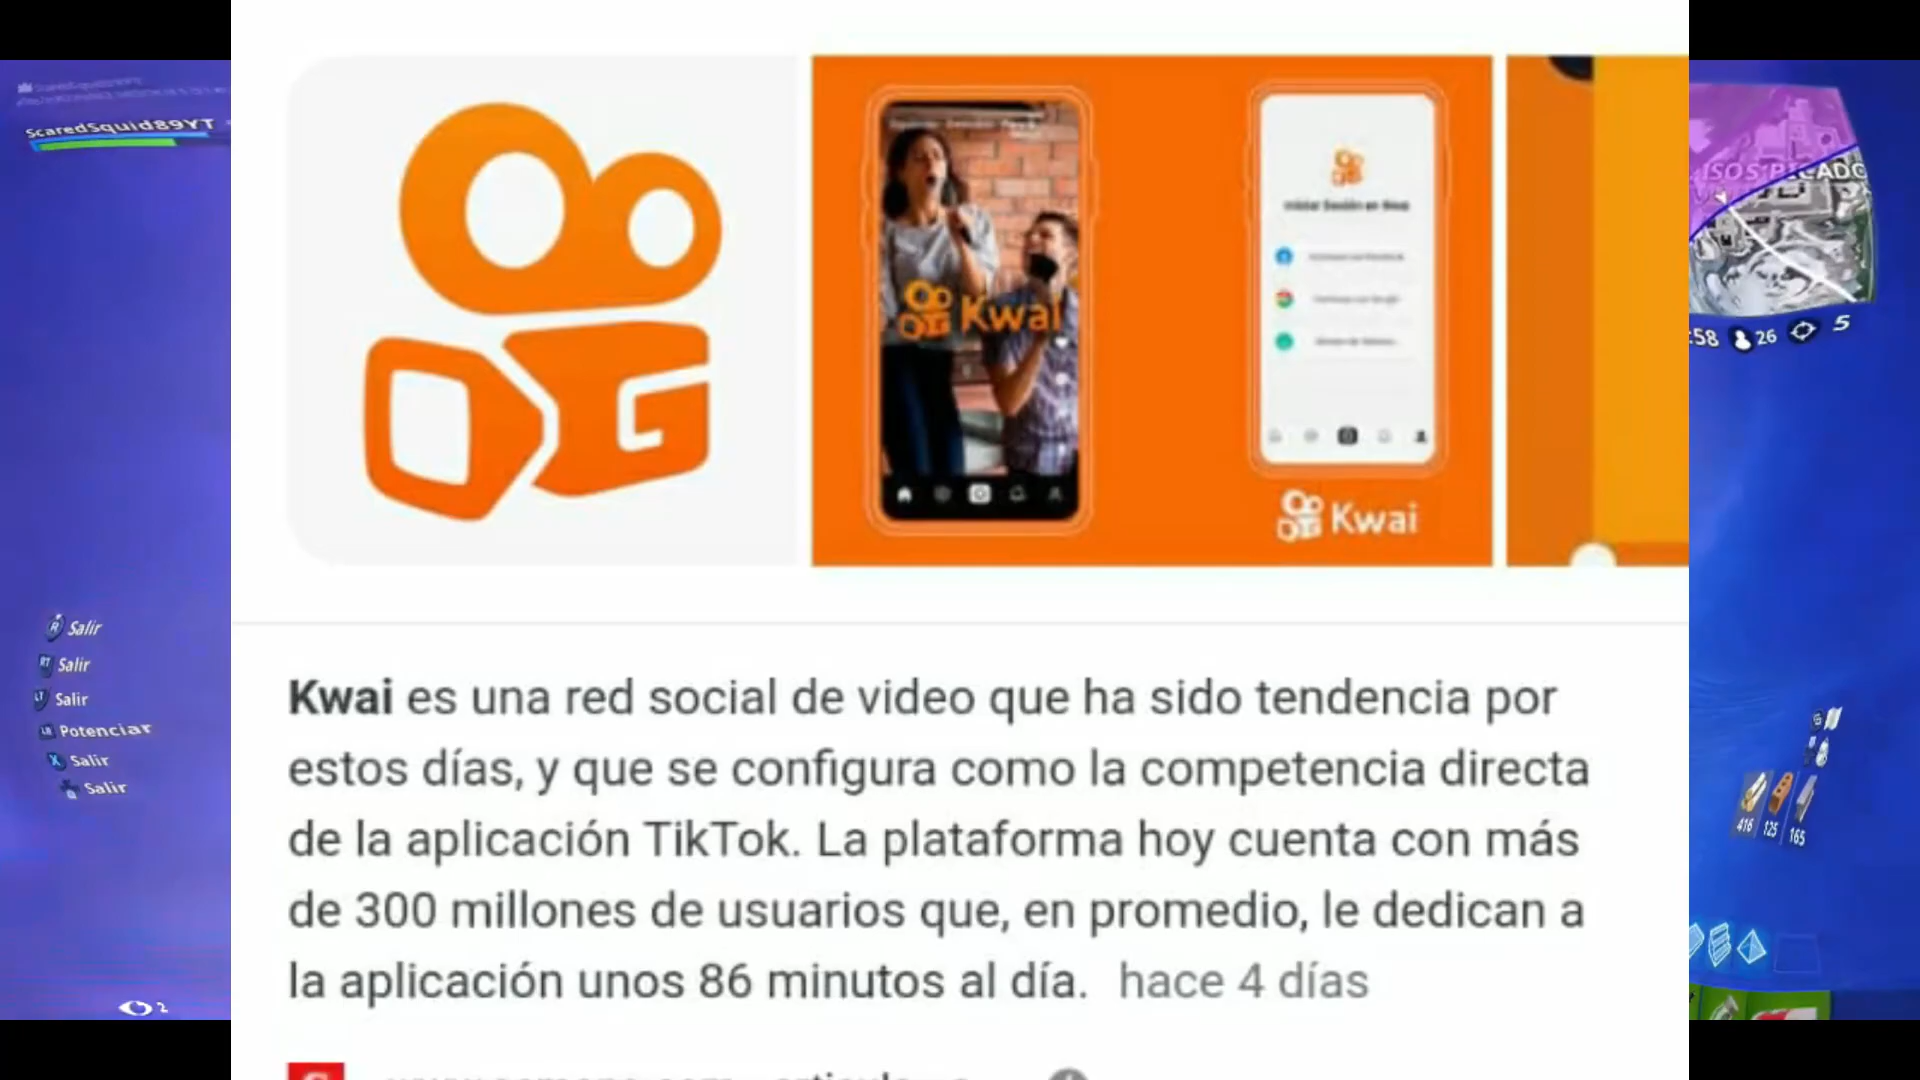 ScaredSquid89YT
Salir
Salir
Salir
Potenciar
Salir
Salir
2
Kwai
Kwai
Kwai es una red social de video que ha sido tendencia por
estos días, y que se configura como la competencia directa
de la aplicación TikTok. La plataforma hoy cuenta con más
de 300 millones de usuarios que, en promedio, le dedican a
la aplicación unos 86 minutos al día. hace 4 días
:58 26 5
416 125 165